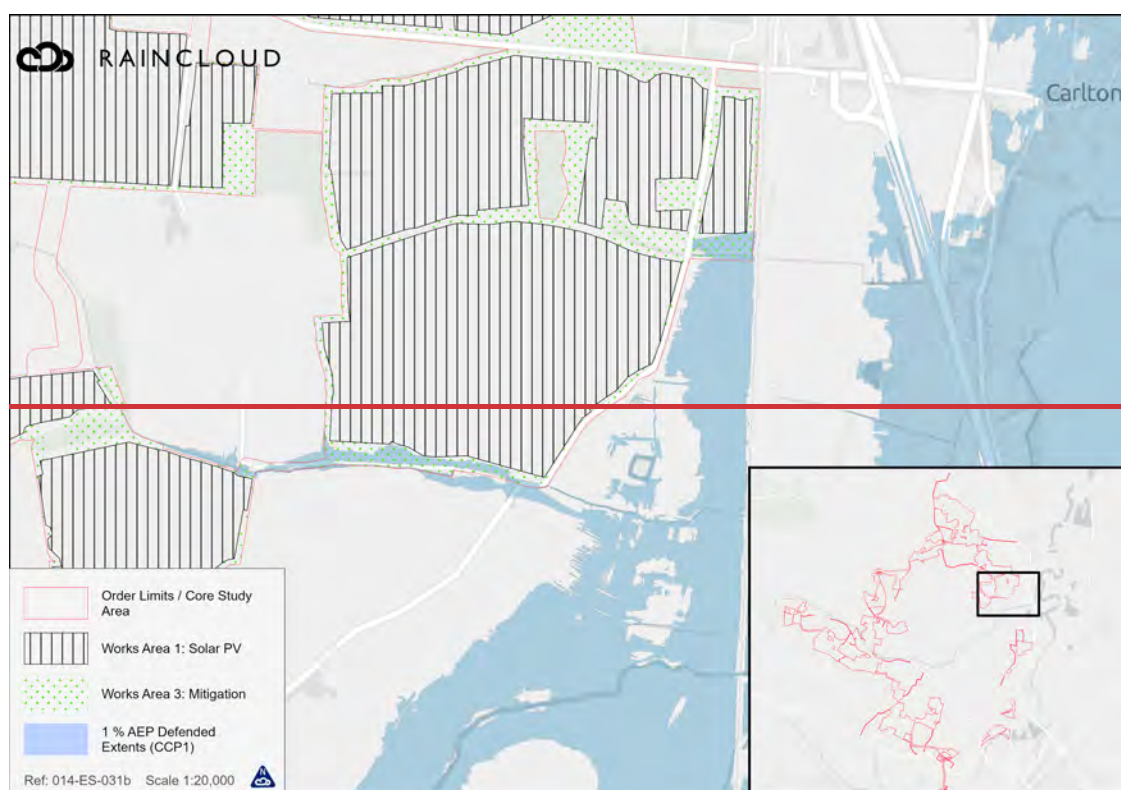 RAINCLOUD
Carlton
Order Limits / Core Study
Area
Works Area 1: Solar PV
Works Area 3: Mitigation
1 % AEP Defended
Extents (CCP1)
Ref: 014-ES-031b Scale 1:20,000
N